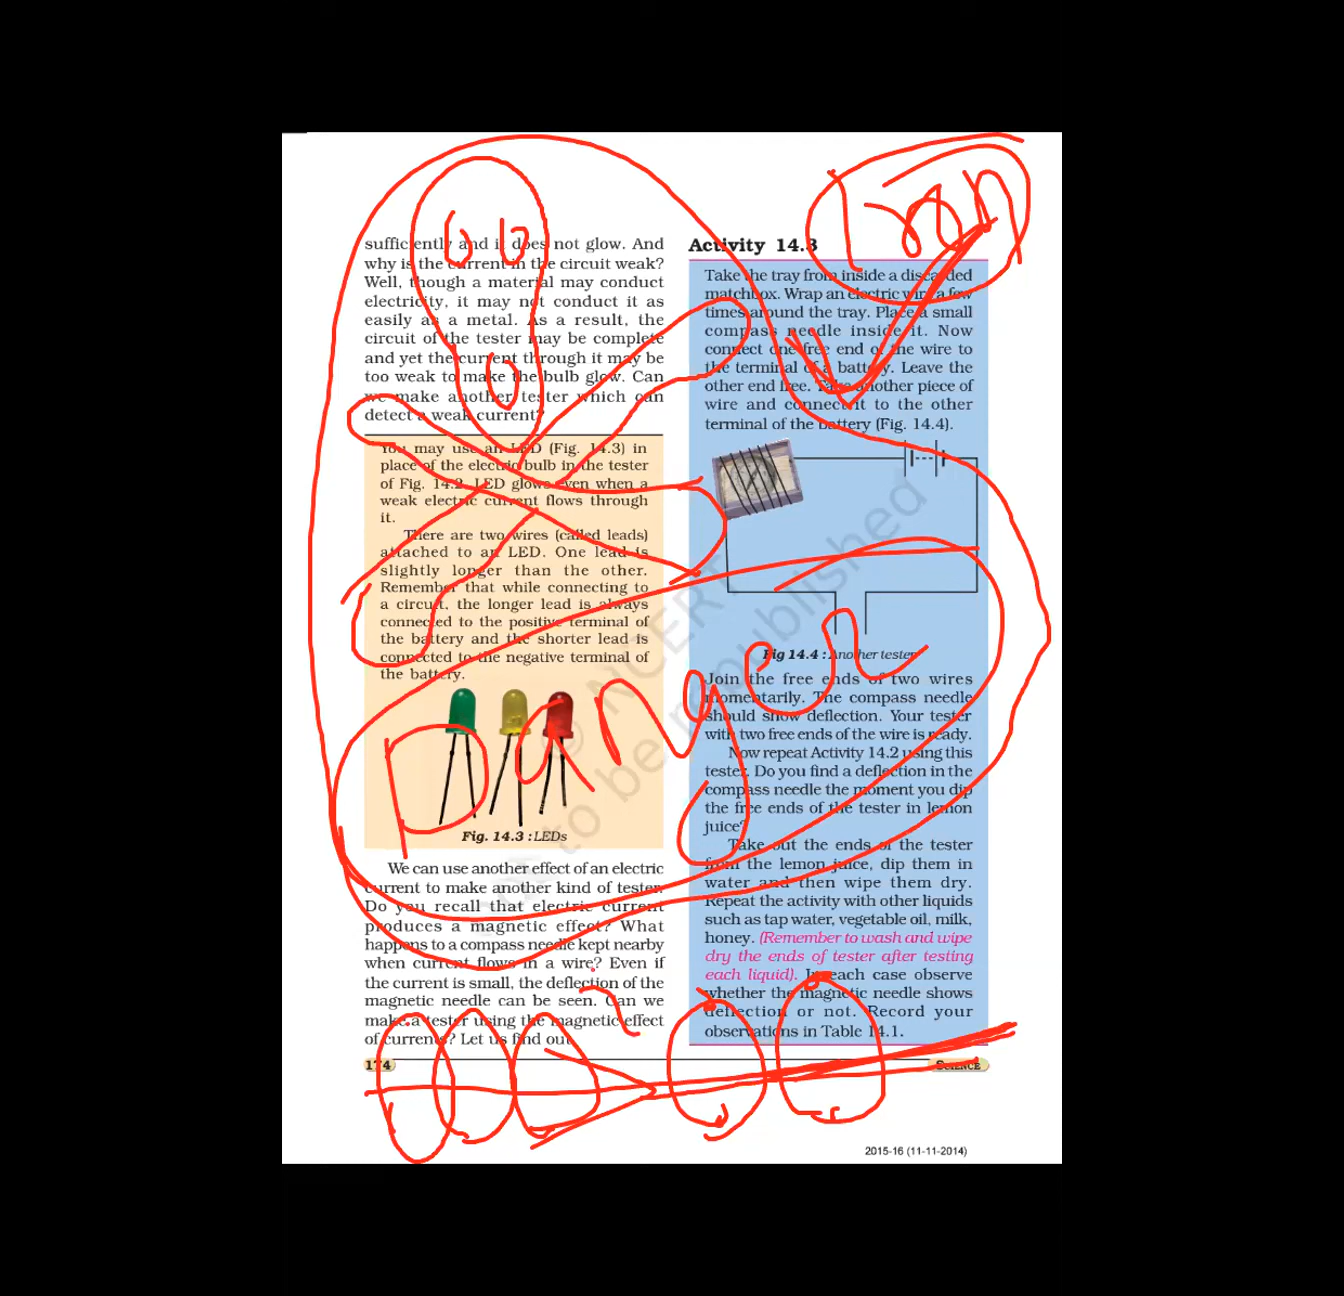 sufficiently and it does not glow. And
why is the current in the circuit weak?
Well, though a material may conduct
electricity, it may not conduct it as
easily as a metal. As a result, the
circuit of the tester may be complete
and yet the current through it may be
too weak to make the bulb glow. Can
we make another tester which can
detect a weak current?
You may use an LED (Fig. 14.3) in
place of the electric bulb in the tester
of Fig. 14.2. LED glows even when a
weak electric current flows through
it.
There are two wires (called leads)
attached to an LED. One lead is
slightly longer than the other.
Remember that while connecting to
a circuit, the longer lead is always
connected to the positive terminal of
the battery and the shorter lead is
connected to the negative terminal of
the battery.
Fig. 14.3 : LEDs
We can use another effect of an electric
current to make another kind of tester.
Do you recall that electric current
produces a magnetic effect? What
happens to a compass needle kept nearby
when current flows in a wire? Even if
the current is small, the deflection of the
magnetic needle can be seen. Can we
make a tester using the magnetic effect
of currents? Let us find out
174
Activity 14.3
Take the tray from inside a discarded
matchbox. Wrap an electric wire a few
times around the tray. Place a small
compass needle inside it. Now
connect one free end of the wire to
the terminal of a battery. Leave the
other end free. Take another piece of
wire and connect it to the other
terminal of the battery (Fig. 14.4).
Fig 14.4 : Another tester
Join the free ends of two wires
momentarily. The compass needle
should show deflection. Your tester
with two free ends of the wire is ready.
Now repeat Activity 14.2 using this
tester. Do you find a deflection in the
compass needle the moment you dip
the free ends of the tester in lemon
juice?
Take out the ends of the tester
from the lemon juice, dip them in
water and then wipe them dry.
Repeat the activity with other liquids
such as tap water, vegetable oil, milk,
honey. (Remember to wash and wipe
dry the ends of tester after testing
each liquid). In each case observe
whether the magnetic needle shows
deflection or not. Record your
observations in Table 14.1.
SCIENCE
2015-16 (11-11-2014)
© NCERT
be republished